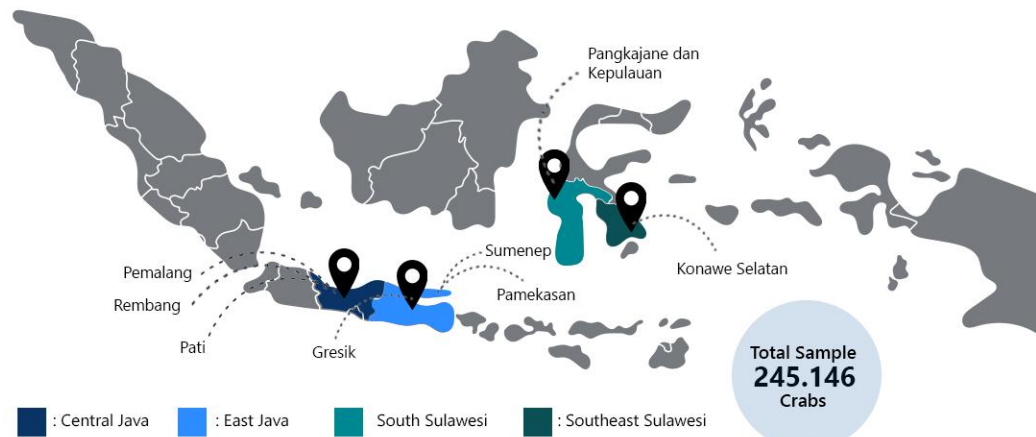 Pangkajane dan
Kepulauan
Sumenep
Pemalang
Konawe Selatan
Pamekasan
Rembang
Pati
Gresik
Total Sample
245.146
Crabs
: Central Java
: East Java
South Sulawesi
: Southeast Sulawesi